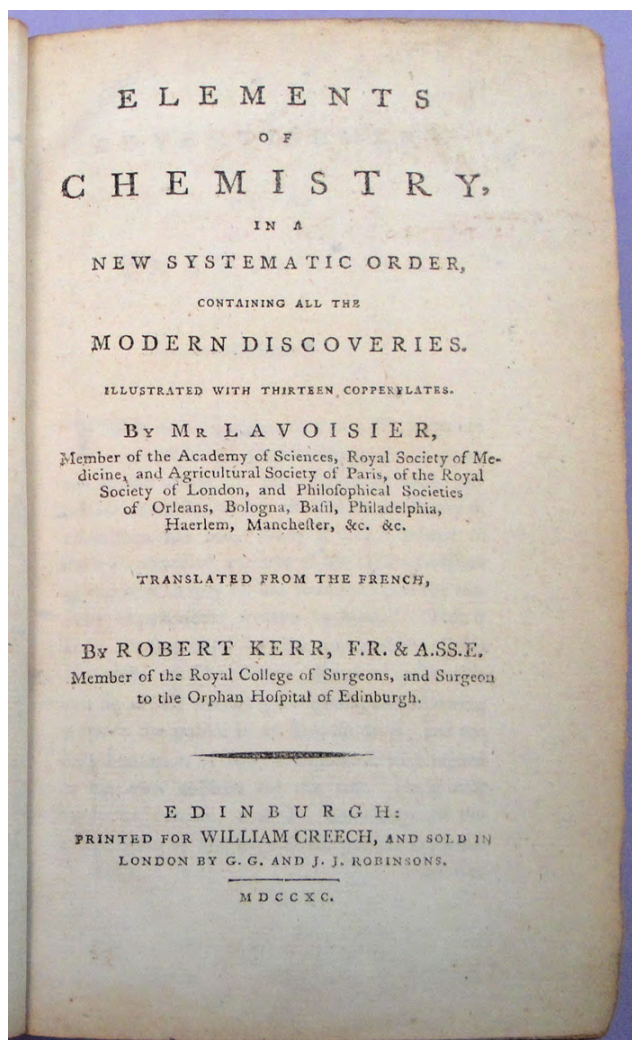 ELEMENTS
OF
CHEMISTRY,
IN A
NEW SYSTEMATIC ORDER,
CONTAINING ALL THE
MODERN DISCOVERIES.
ILLUSTRATED WITH THIRTEEN COPPERPLATES.
By Mr LAVOISIER,
Member of the Academy of Sciences, Royal Society of Me-
dicine, and Agricultural Society of Paris, of the Royal
Society of London, and Philoſophical Societies
of Orleans, Bologna, Baſil, Philadelphia,
Haerlem, Mancheſter, &c. &c.
TRANSLATED FROM THE FRENCH,
By ROBERT KERR, F.R. & A.SS.E.
Member of the Royal College of Surgeons, and Surgeon
to the Orphan Hoſpital of Edinburgh.
EDINBURGH:
PRINTED FOR WILLIAM CREECH, AND SOLD IN
LONDON BY G. G. AND J. J. ROBINSONS.
MDCCXC.